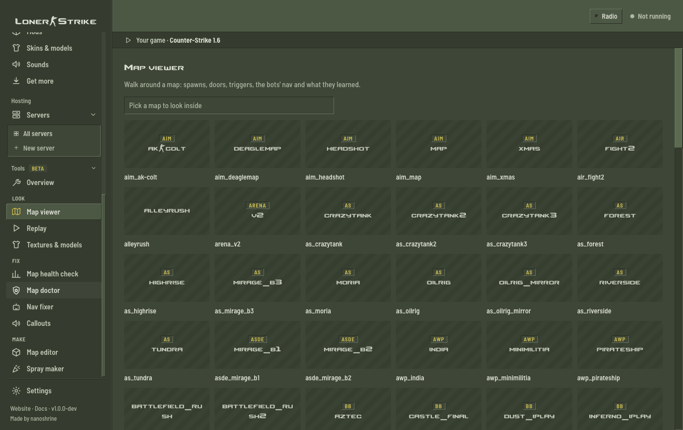 LonerStrike
Radio
Not running
Skins & models
Sounds
Get more
Hosting
Servers
All servers
New server
Tools BETA
Overview
LOOK
Map viewer
Replay
Textures & models
FIX
Map health check
Map doctor
Nav fixer
Callouts
MAKE
Map editor
Spray maker
Settings
Website · Docs · v1.0.0-dev
Made by nanoshrine
Your game · Counter-Strike 1.6
Map viewer
Walk around a map: spawns, doors, triggers, the bots' nav and what they learned.
Pick a map to look inside
AIM AIM AIM AIM AIM AIR
AK COLT DEAGLEMAP HEADSHOT MAP XMAS FIGHT2
aim_ak-colt aim_deaglemap aim_headshot aim_map aim_xmas air_fight2
ARENA AS AS AS AS
ALLEYRUSH V2 CRAZYTANK CRAZYTANK2 CRAZYTANK3 FOREST
alleyrush arena_v2 as_crazytank as_crazytank2 as_crazytank3 as_forest
AS AS AS AS AS AS
HIGHRISE MIRAGE_B3 MORIA OILRIG OILRIG_MIRROR RIVERSIDE
as_highrise as_mirage_b3 as_moria as_oilrig as_oilrig_mirror as_riverside
AS ASDE ASDE AWP AWP AWP
TUNDRA MIRAGE_B1 MIRAGE_B2 INDIA MINIMILITIA PIRATESHIP
as_tundra asde_mirage_b1 asde_mirage_b2 awp_india awp_minimilitia awp_pirateship
BB BB BB
BATTLEFIELD_RU BATTLEFIELD_RU AZTEC CASTLE_FINAL DUST_IPLAY INFERNO_IPLAY
SH SH2